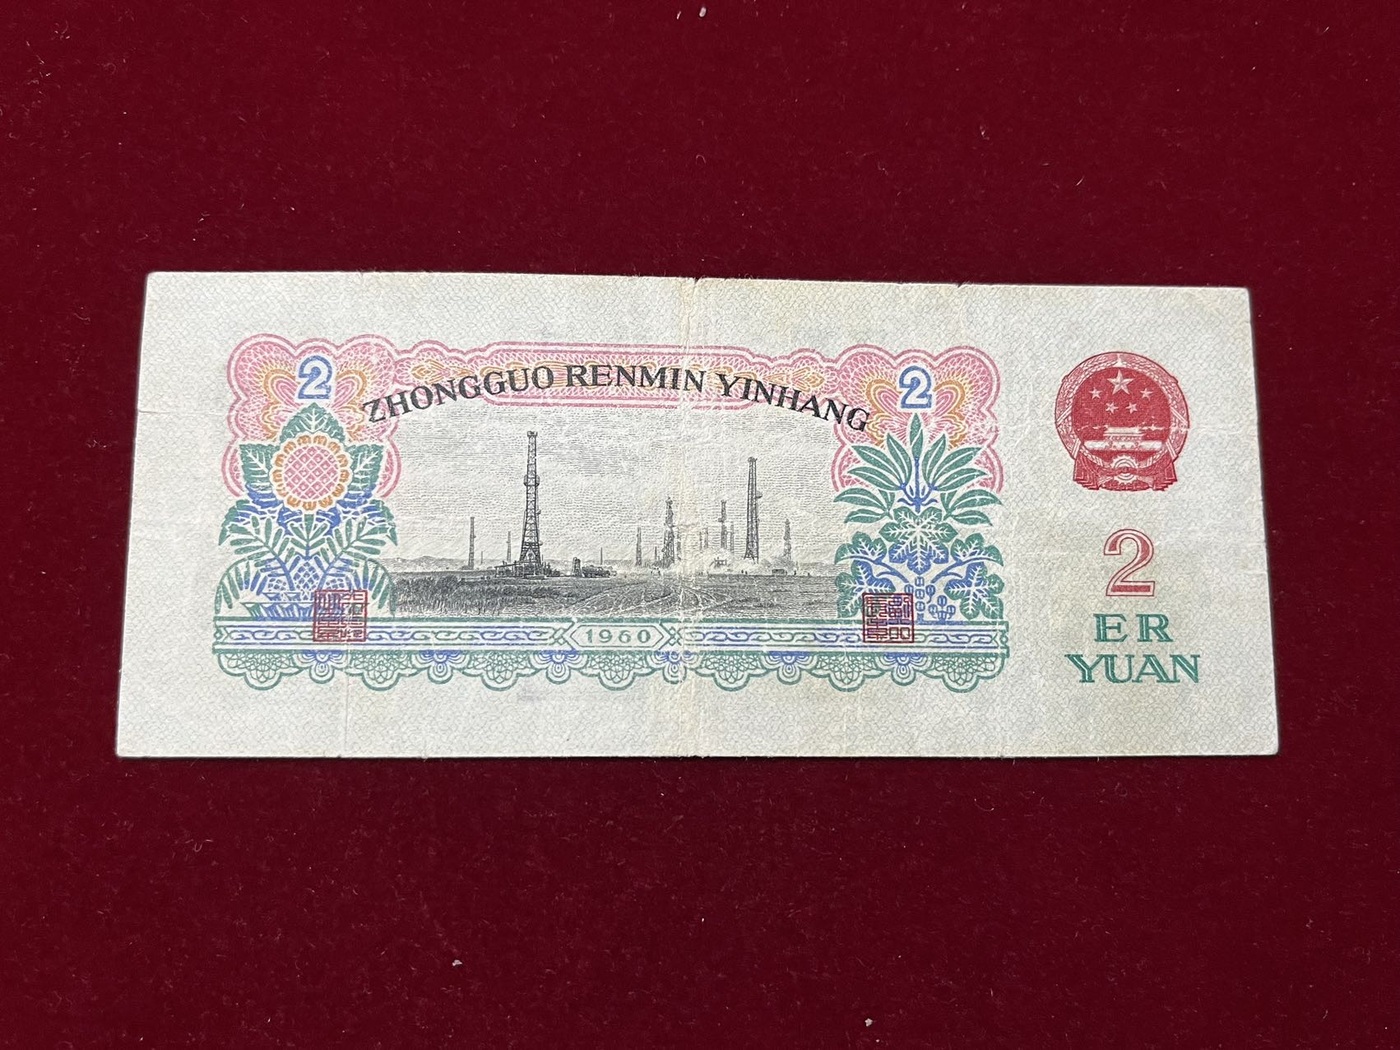 2
ZHONGGUO RENMIN YINHANG
2
1960
2
ER
YUAN